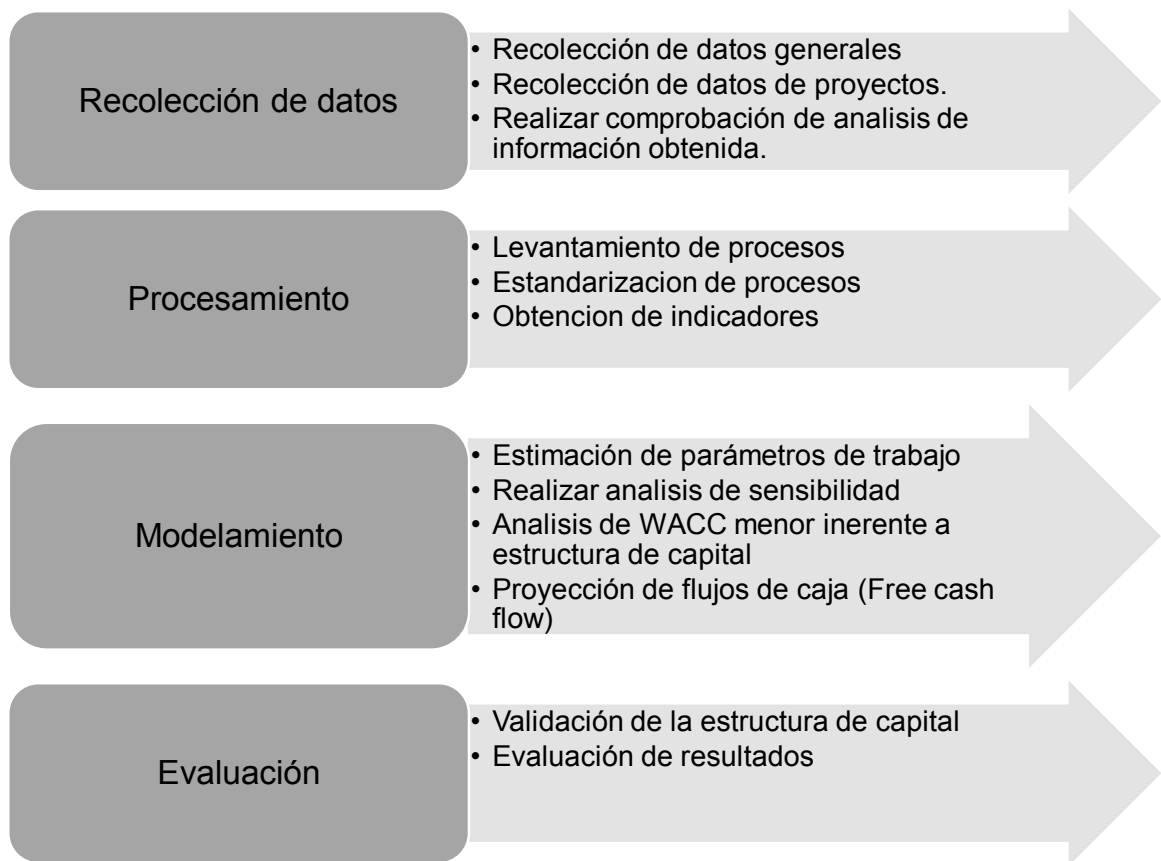 Recolección de datos
• Recolección de datos generales
• Recolección de datos de proyectos.
• Realizar comprobación de analisis de
información obtenida.
Procesamiento
• Levantamiento de procesos
• Estandarizacion de procesos
• Obtencion de indicadores
Modelamiento
• Estimación de parámetros de trabajo
• Realizar analisis de sensibilidad
• Analisis de WACC menor inerente a
estructura de capital
• Proyección de flujos de caja (Free cash
flow)
Evaluación
• Validación de la estructura de capital
• Evaluación de resultados